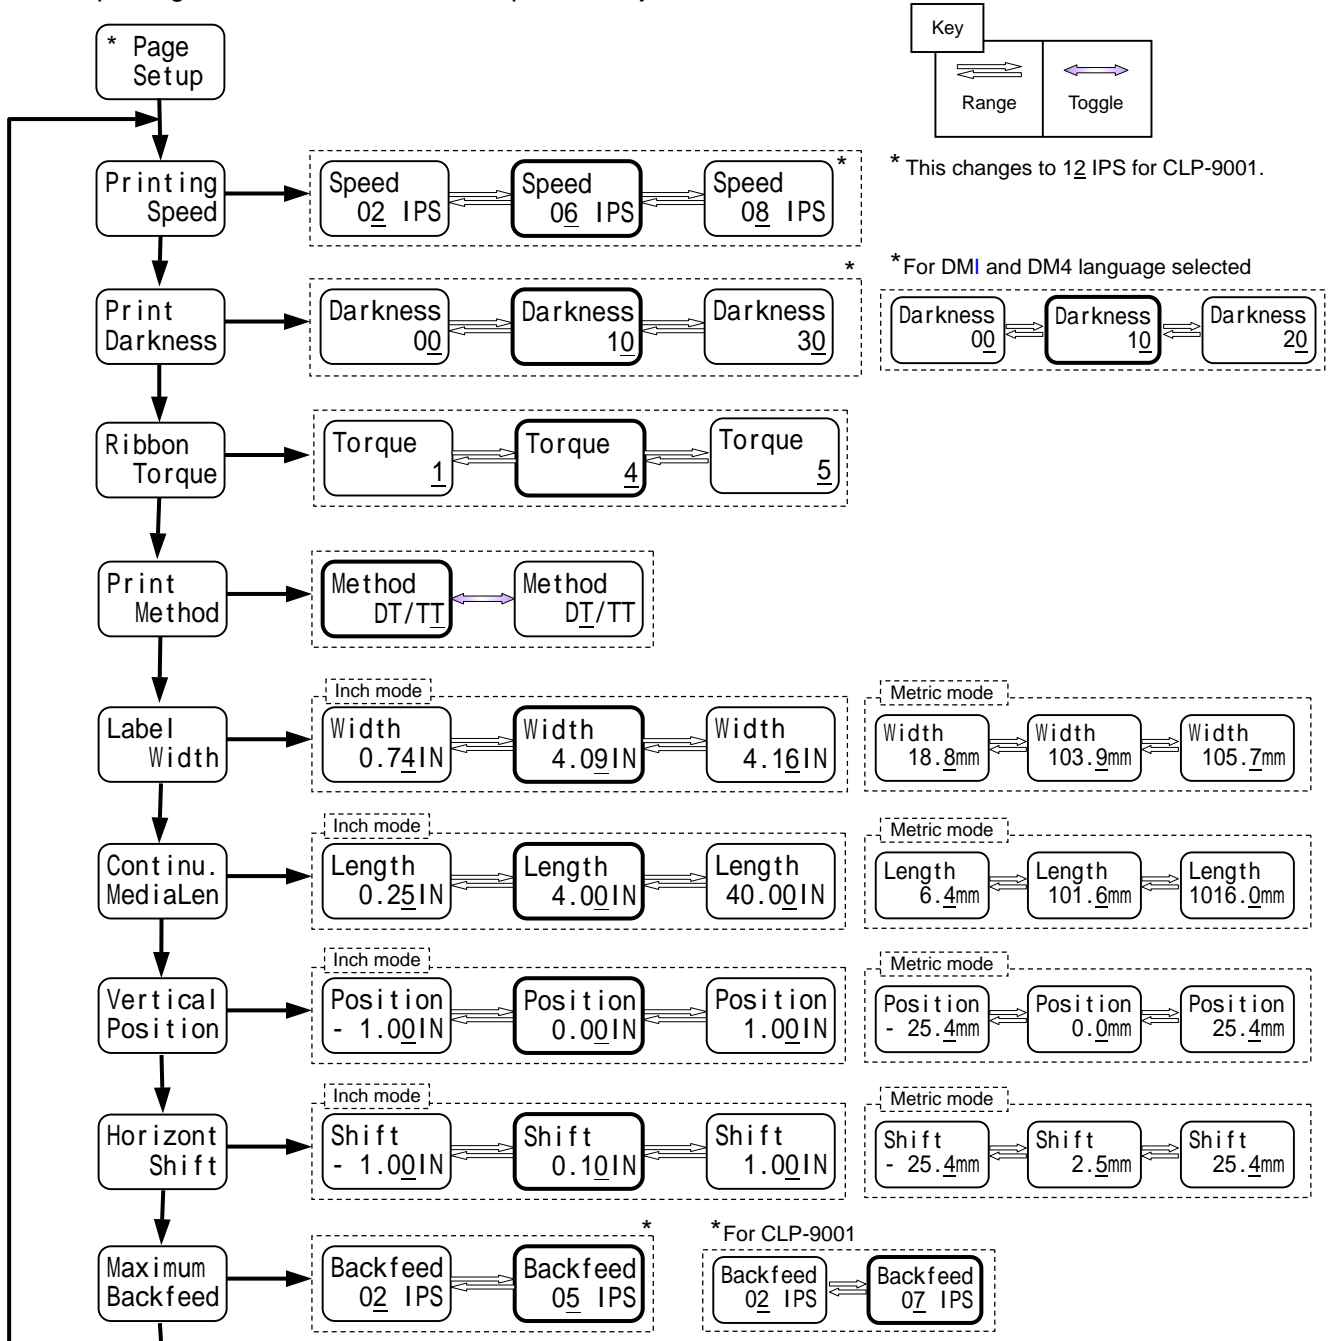 Key
Range Toggle
* Page
Setup
* This changes to 12 IPS for CLP-9001.
Printing
Speed
Speed
02 IPS
Speed
06 IPS
Speed
08 IPS
*
Print
Darkness
Darkness
00
Darkness
10
Darkness
30
*
*For DMI and DM4 language selected
Darkness
00
Darkness
10
Darkness
20
Ribbon
Torque
Torque
1
Torque
4
Torque
5
Print
Method
Method
DT/TT
Method
DT/TT
Label
Width
Inch mode
Width
0.74IN
Width
4.09IN
Width
4.16IN
Metric mode
Width
18.8mm
Width
103.9mm
Width
105.7mm
Continu.
MediaLen
Inch mode
Length
0.25IN
Length
4.00IN
Length
40.00IN
Metric mode
Length
6.4mm
Length
101.6mm
Length
1016.0mm
Vertical
Position
Inch mode
Position
- 1.00IN
Position
0.00IN
Position
1.00IN
Metric mode
Position
- 25.4mm
Position
0.0mm
Position
25.4mm
Horizont
Shift
Inch mode
Shift
- 1.00IN
Shift
0.10IN
Shift
1.00IN
Metric mode
Shift
- 25.4mm
Shift
2.5mm
Shift
25.4mm
Maximum
Backfeed
Backfeed
02 IPS
Backfeed
05 IPS
*
*For CLP-9001
Backfeed
02 IPS
Backfeed
07 IPS